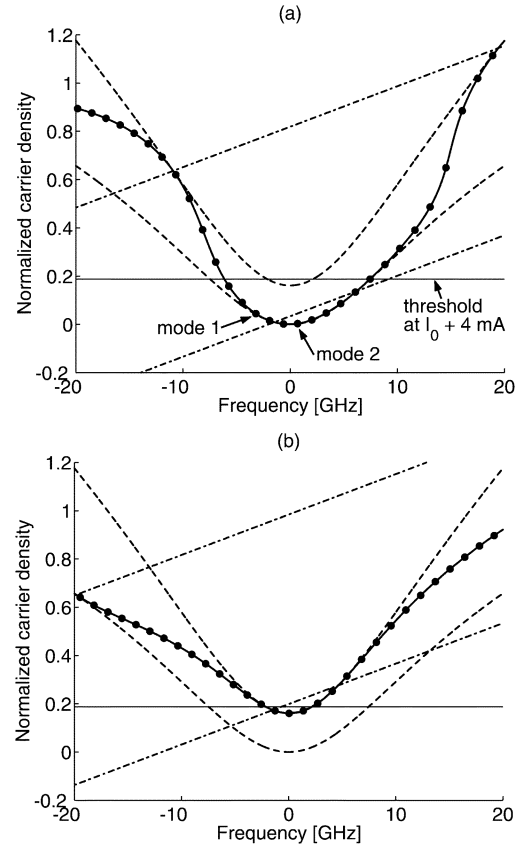 (a)
Normalized carrier density
1.2
1
0.8
0.6
0.4
0.2
0
-0.2
mode 1
mode 2
threshold
at I0 + 4 mA
-20
-10
0
10
20
Frequency [GHz]
(b)
Normalized carrier density
1.2
1
0.8
0.6
0.4
0.2
0
-0.2
-20
-10
0
10
20
Frequency [GHz]